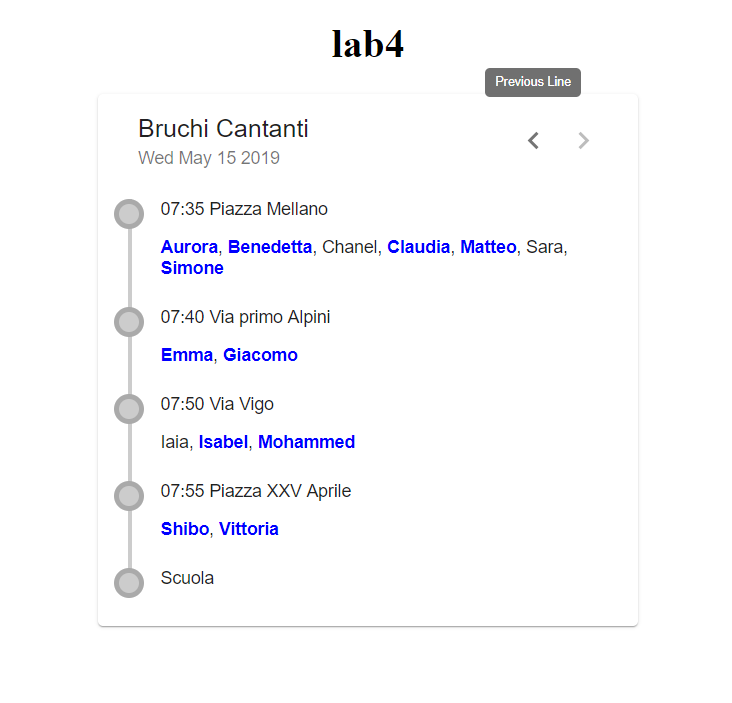 lab4
Previous Line
Bruchi Cantanti
Wed May 15 2019
07:35 Piazza Mellano
Aurora, Benedetta, Chanel, Claudia, Matteo, Sara,
Simone
07:40 Via primo Alpini
Emma, Giacomo
07:50 Via Vigo
Iaia, Isabel, Mohammed
07:55 Piazza XXV Aprile
Shibo, Vittoria
Scuola